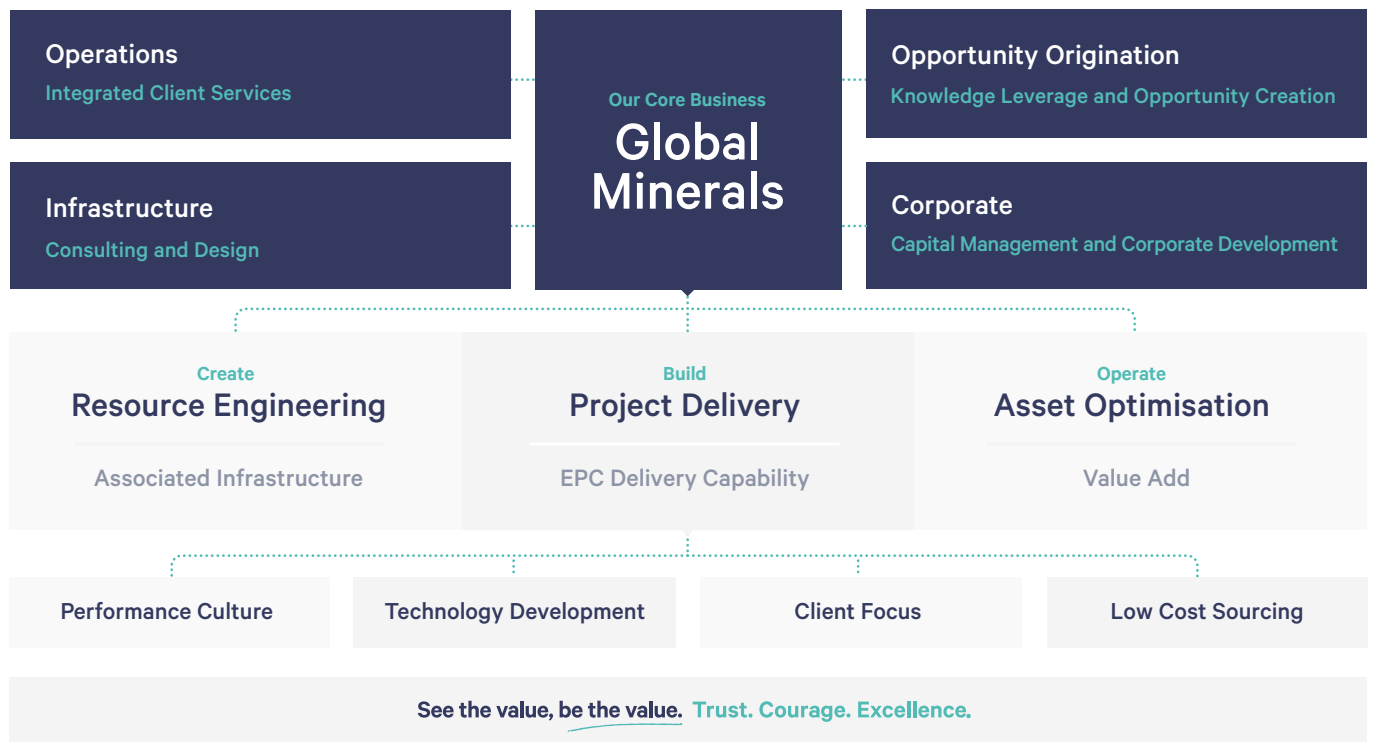 Operations
Integrated Client Services
Infrastructure
Consulting and Design
Our Core Business
Global
Minerals
Opportunity Origination
Knowledge Leverage and Opportunity Creation
Corporate
Capital Management and Corporate Development
Create
Resource Engineering
Associated Infrastructure
Build
Project Delivery
EPC Delivery Capability
Operate
Asset Optimisation
Value Add
Performance Culture
Technology Development
Client Focus
Low Cost Sourcing
See the value, be the value. Trust. Courage. Excellence.